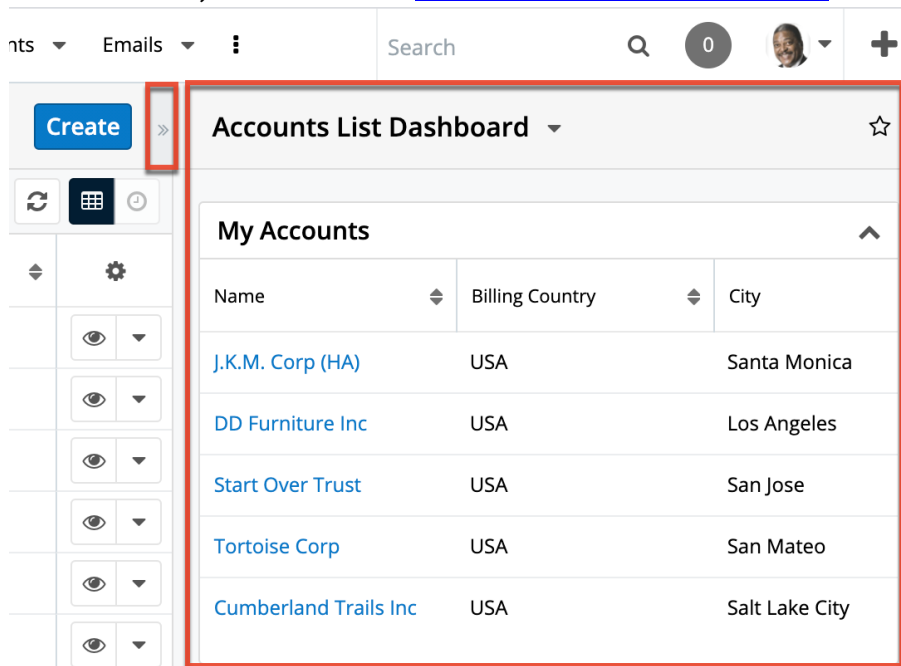 nts Emails Search 0
Create » Accounts List Dashboard
My Accounts
Name Billing Country City
J.K.M. Corp (HA) USA Santa Monica
DD Furniture Inc USA Los Angeles
Start Over Trust USA San Jose
Tortoise Corp USA San Mateo
Cumberland Trails Inc USA Salt Lake City